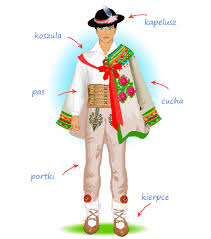 kapelusz
koszula
pas
cucha
portki
kierpce